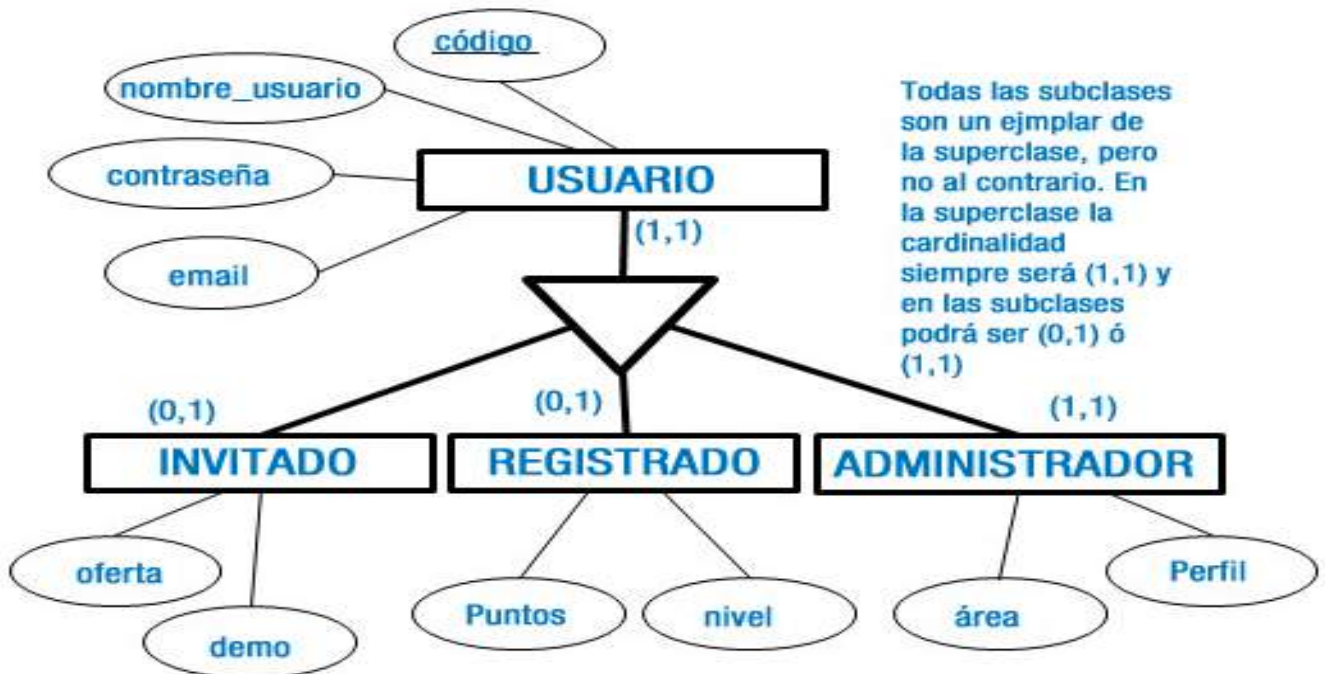 código
nombre_usuario
contraseña
email
USUARIO
(1,1)
Todas las subclases
son un ejmplar de
la superclase, pero
no al contrario. En
la superclase la
cardinalidad
siempre será (1,1) y
en las subclases
podrá ser (0,1) ó
(1,1)
(0,1)
(0,1)
(1,1)
INVITADO
REGISTRADO
ADMINISTRADOR
oferta
demo
Puntos
nivel
área
Perfil